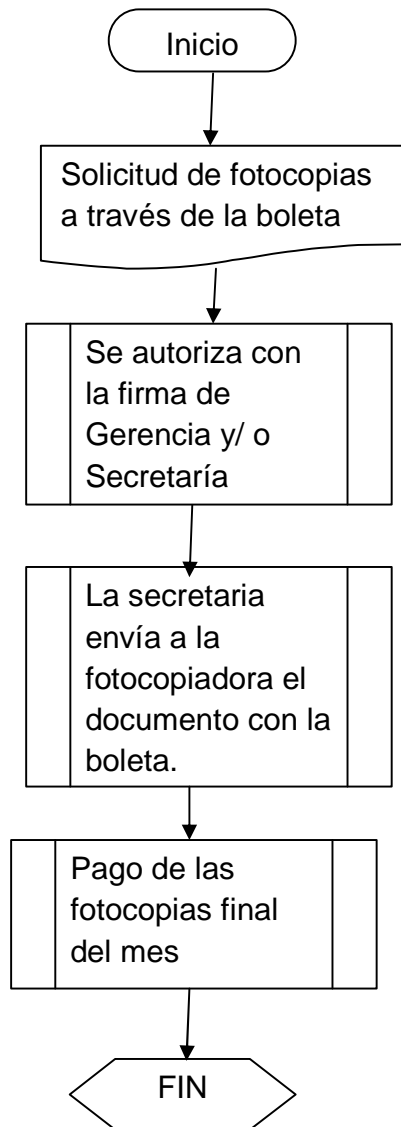 Inicio
Solicitud de fotocopias
a través de la boleta
Se autoriza con
la firma de
Gerencia y/ o
Secretaría
La secretaria
envía a la
fotocopiadora el
documento con la
boleta.
Pago de las
fotocopias final
del mes
FIN